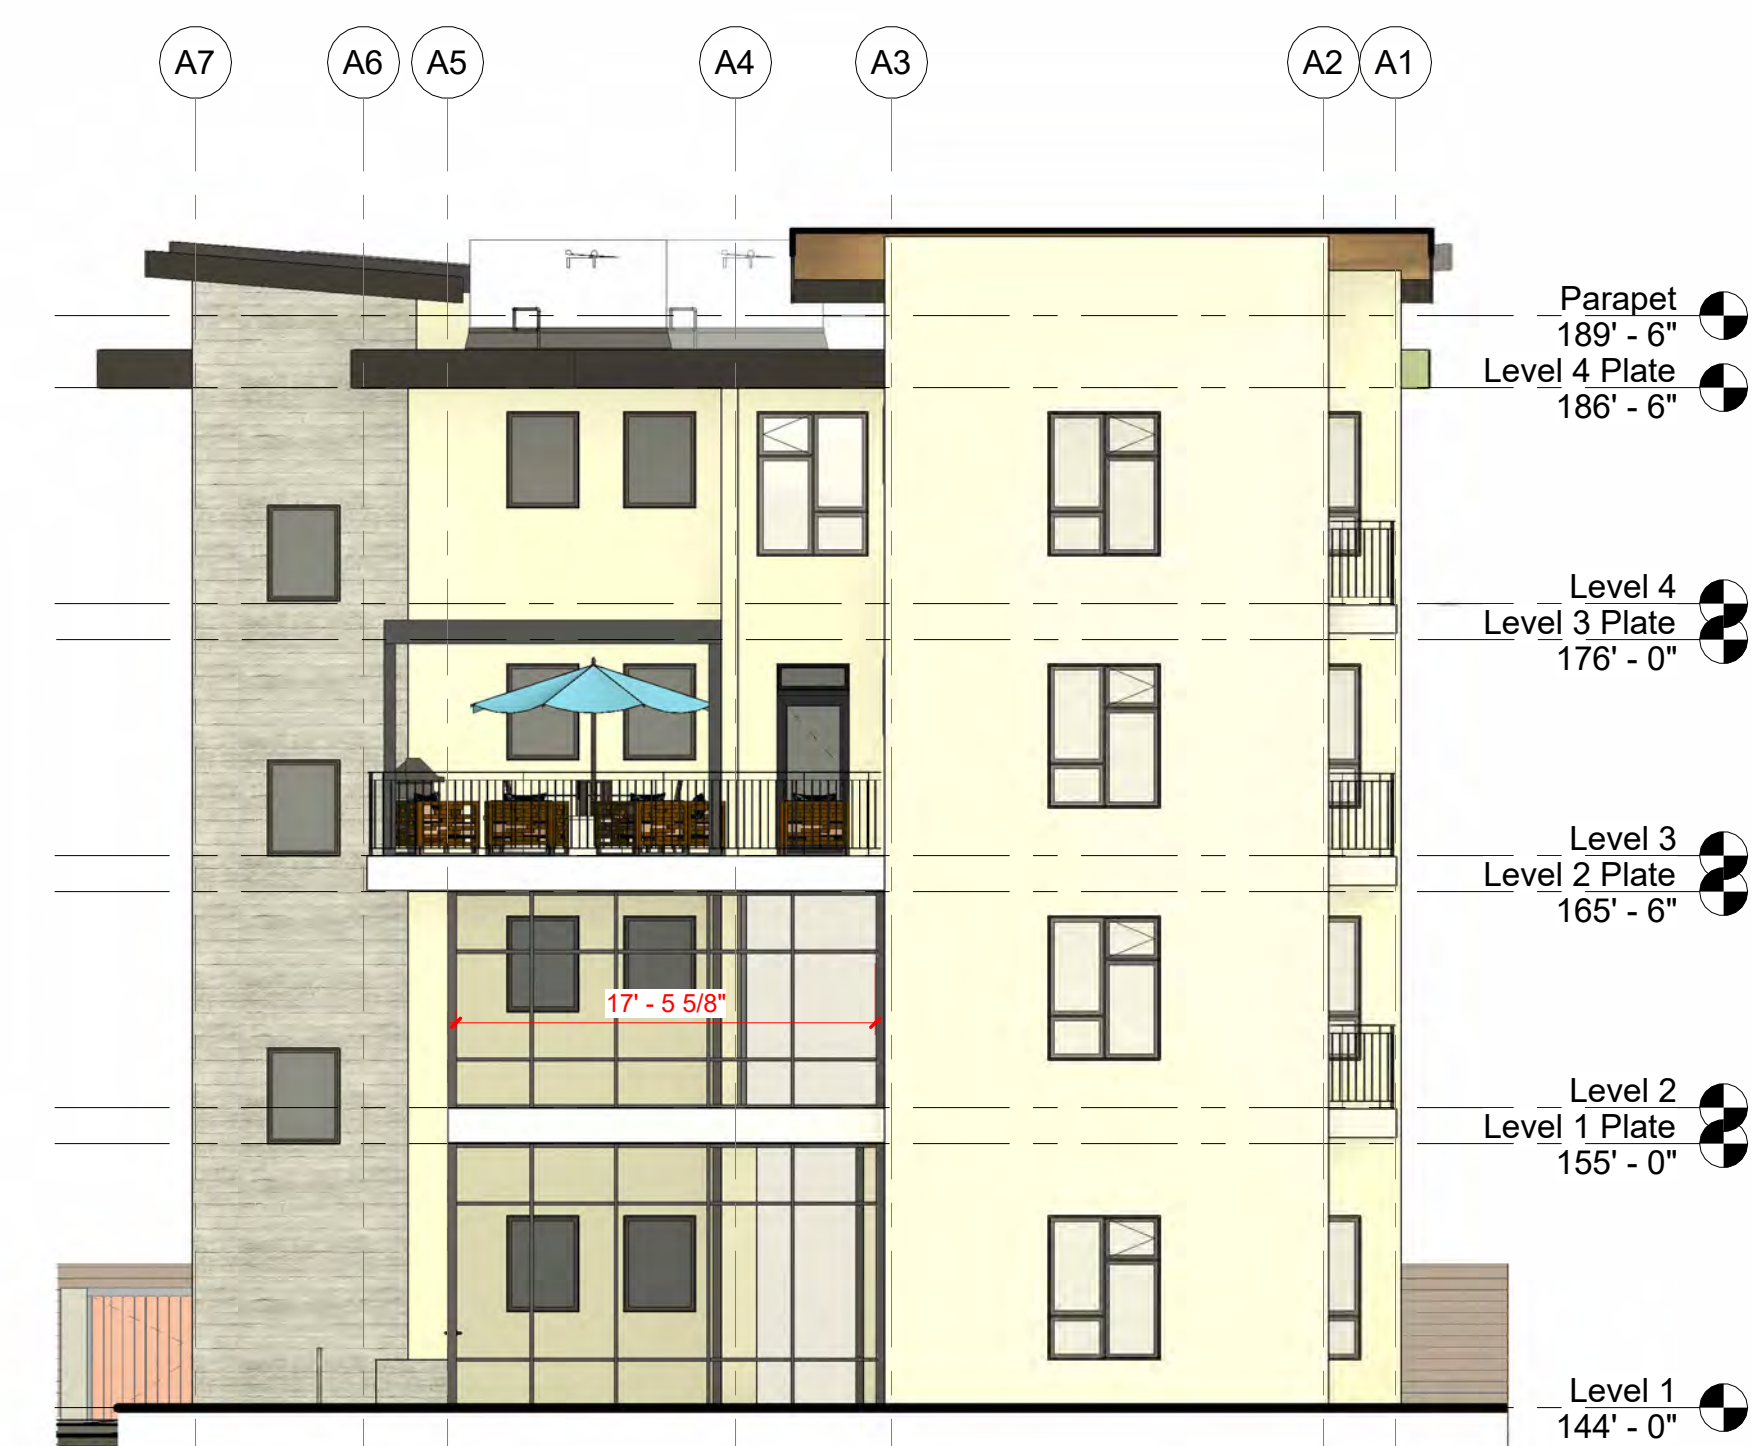 A7 A6 A5 A4 A3 A2 A1
Parapet
189' - 6"
Level 4 Plate
186' - 6"
Level 4
Level 3 Plate
176' - 0"
Level 3
Level 2 Plate
165' - 6"
17' - 5 5/8"
Level 2
Level 1 Plate
155' - 0"
Level 1
144' - 0"